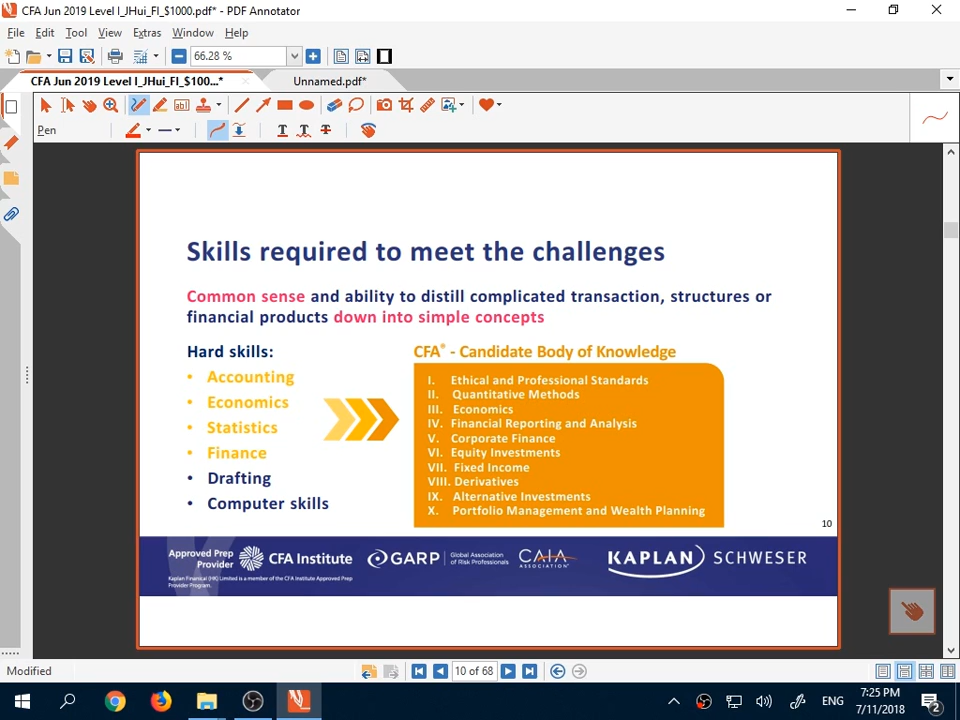 CFA Jun 2019 Level I_JHui_FI_$1000.pdf* - PDF Annotator
File Edit Tool View Extras Window Help
66.28 %
CFA Jun 2019 Level I_JHui_FI_$100...* Unnamed.pdf*
Pen
Skills required to meet the challenges
Common sense and ability to distill complicated transaction, structures or
financial products down into simple concepts
Hard skills:
• Accounting
• Economics
• Statistics
• Finance
• Drafting
• Computer skills
CFA® - Candidate Body of Knowledge
I. Ethical and Professional Standards
II. Quantitative Methods
III. Economics
IV. Financial Reporting and Analysis
V. Corporate Finance
VI. Equity Investments
VII. Fixed Income
VIII. Derivatives
IX. Alternative Investments
X. Portfolio Management and Wealth Planning
10
Approved Prep
Provider
CFA Institute
GARP
Global Association
of Risk Professionals
CAIA
ASSOCIATION
KAPLAN SCHWESER
Kaplan Financial (HK) Limited is a member of the CFA Institute Approved Prep
Provider Program.
Modified
10 of 68
ENG
7:25 PM
7/11/2018
2